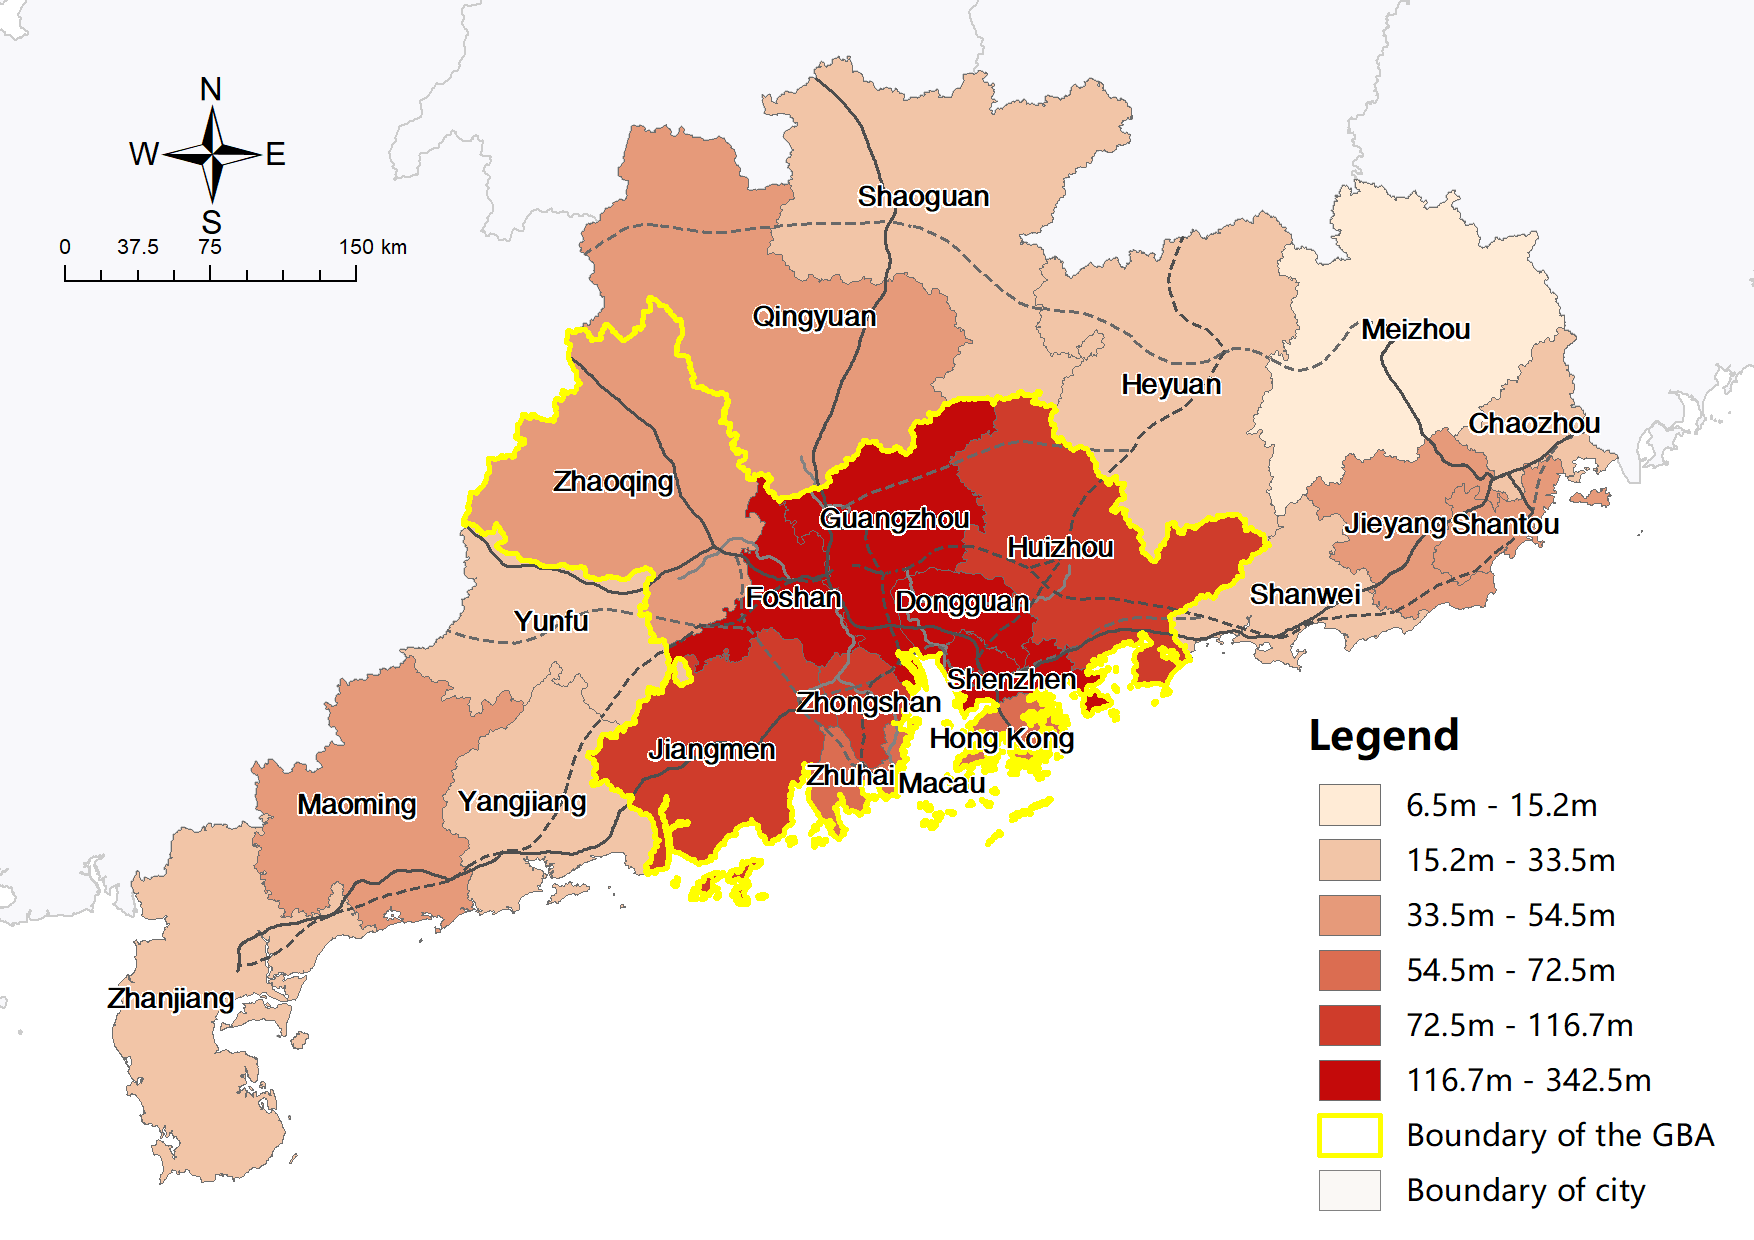 N
W E
S
0 37.5 75 150 km
Shaoguan
Qingyuan
Meizhou
Heyuan
Chaozhou
Zhaoqing
Guangzhou
Jieyang Shantou
Huizhou
Foshan
Dongguan
Shanwei
Yunfu
Shenzhen
Zhongshan
Hong Kong
Jiangmen
Zhuhai
Macau
Maoming
Yangjiang
Zhanjiang
Legend
6.5m - 15.2m
15.2m - 33.5m
33.5m - 54.5m
54.5m - 72.5m
72.5m - 116.7m
116.7m - 342.5m
Boundary of the GBA
Boundary of city